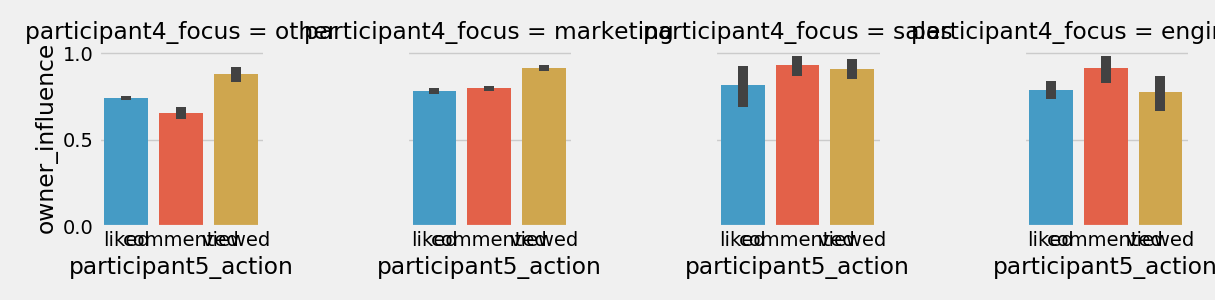 participant4_focus = other
participant4_focus = marketing
participant4_focus = sales
participant4_focus = engin
owner_influence
1.0
0.5
0.0
liked commented viewed
liked commented viewed
liked commented viewed
liked commented viewed
participant5_action
participant5_action
participant5_action
participant5_action